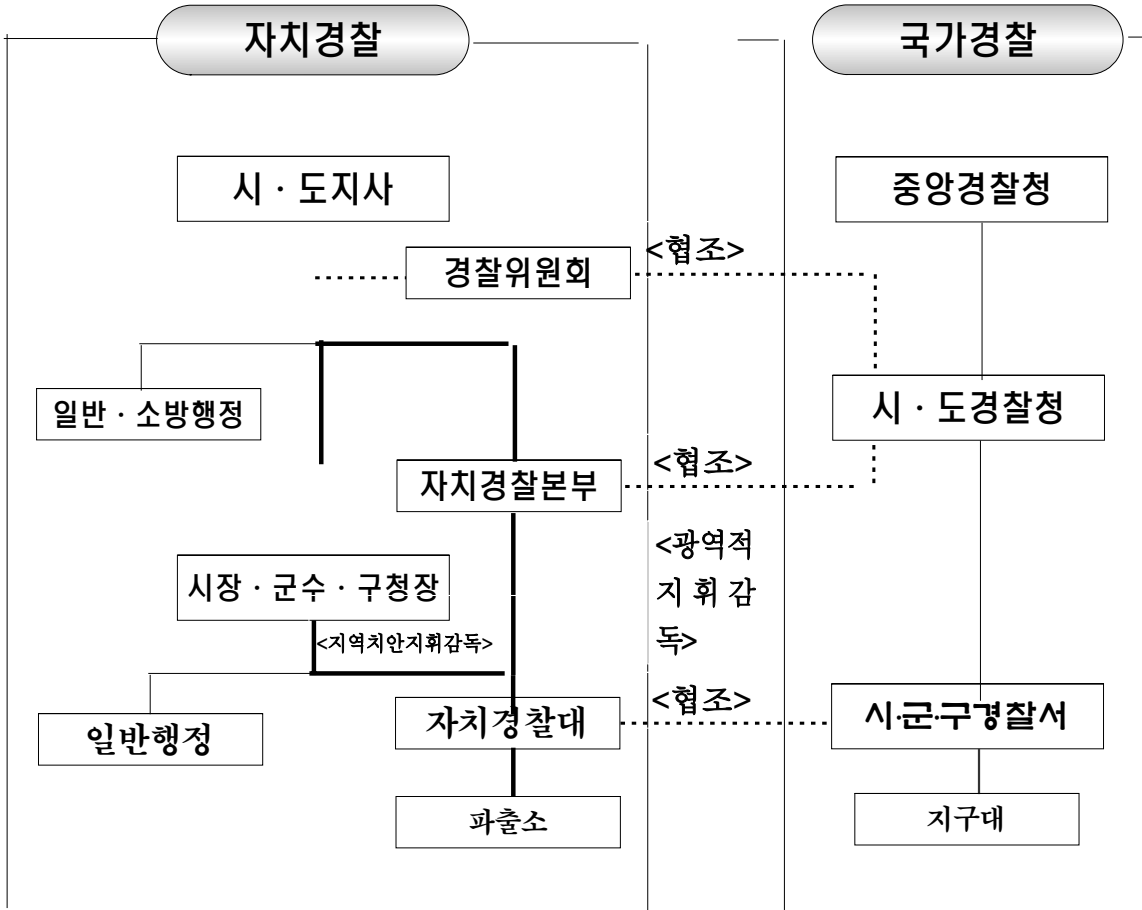 자치경찰
국가경찰
시 · 도지사
중앙경찰청
<협조>
경찰위원회
일반 · 소방행정
시 · 도경찰청
<협조>
자치경찰본부
<광역적
지 휘 감
독>
시장 · 군수 · 구청장
<지역치안지휘감독>
<협조>
자치경찰대
시·군·구경찰서
일반행정
파출소
지구대